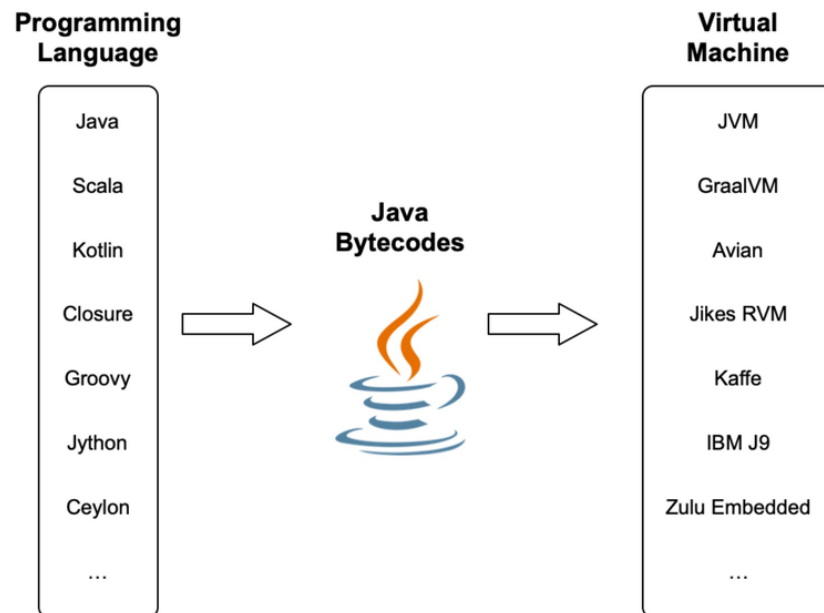 Programming
Language
Java
Scala
Kotlin
Closure
Groovy
Jython
Ceylon
...
Java
Bytecodes
Virtual
Machine
JVM
GraalVM
Avian
Jikes RVM
Kaffe
IBM J9
Zulu Embedded
...